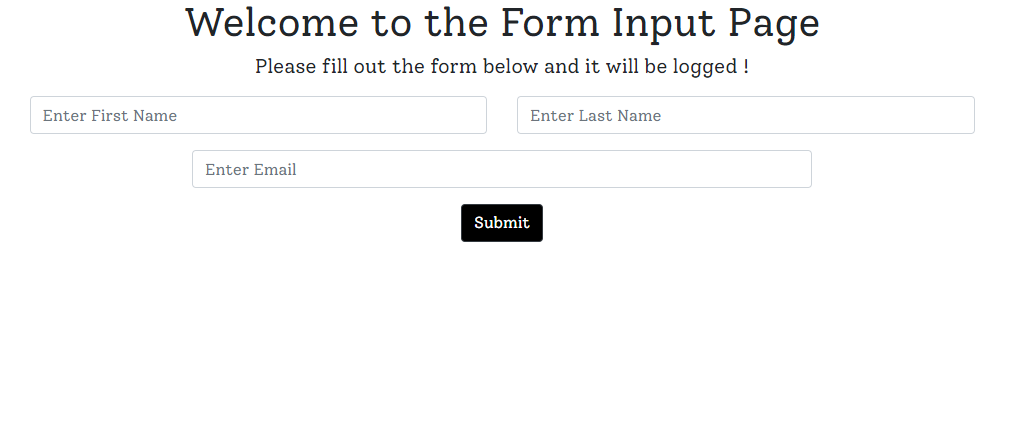 Welcome to the Form Input Page
Please fill out the form below and it will be logged !
Enter First Name
Enter Last Name
Enter Email
Submit